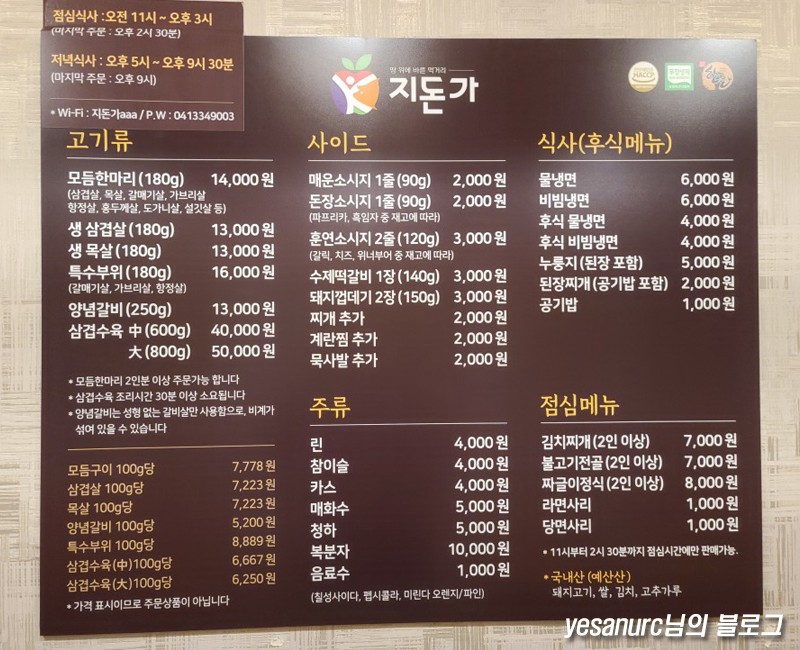 점심식사 : 오전 11시 ~ 오후 3시
(마지막 주문 : 오후 2시 30분)
저녁식사 : 오후 5시 ~ 오후 9시 30분
(마지막 주문 : 오후 9시)
* Wi-Fi : 지돈가aaa / P.W : 0413349003
땅 위에 바른 먹거리
지돈가
HACCP
고기류
모듬한마리 (180g) 14,000 원
(삼겹살, 목살, 갈매기살, 가브리살
항정살, 홍두깨살, 도가니살, 설깃살 등)
생 삼겹살 (180g) 13,000 원
생 목살 (180g) 13,000 원
특수부위 (180g) 16,000 원
(갈매기살, 가브리살, 항정살)
양념갈비 (250g) 13,000 원
삼겹수육 中 (600g) 40,000 원
大 (800g) 50,000 원
* 모듬한마리 2인분 이상 주문가능 합니다
* 삼겹수육 조리시간 30분 이상 소요됩니다
* 양념갈비는 성형 없는 갈비살만 사용함으로, 비계가
섞여 있을 수 있습니다
모듬구이 100g당 7,778 원
삼겹살 100g당 7,223 원
목살 100g당 7,223 원
양념갈비 100g당 5,200 원
특수부위 100g당 8,889 원
삼겹수육 (中)100g당 6,667 원
삼겹수육 (大)100g당 6,250 원
* 가격 표시이므로 주문상품이 아닙니다
사이드
매운소시지 1줄 (90g) 2,000 원
돈장소시지 1줄 (90g) 2,000 원
(파프리카, 흑임자 중 재고에 따라)
훈연소시지 2줄 (120g) 3,000 원
(갈릭, 치즈, 위너부어 중 재고에 따라)
수제떡갈비 1장 (140g) 3,000 원
돼지껍데기 2장 (150g) 3,000 원
찌개 추가 2,000 원
계란찜 추가 2,000 원
묵사발 추가 2,000 원
주류
린 4,000 원
참이슬 4,000 원
카스 4,000 원
매화수 5,000 원
청하 5,000 원
복분자 10,000 원
음료수 1,000 원
(칠성사이다, 펩시콜라, 미린다 오렌지/파인)
식사(후식메뉴)
물냉면 6,000 원
비빔냉면 6,000 원
후식 물냉면 4,000 원
후식 비빔냉면 4,000 원
누룽지 (된장 포함) 5,000 원
된장찌개 (공기밥 포함) 2,000 원
공기밥 1,000 원
점심메뉴
김치찌개 (2인 이상) 7,000 원
불고기전골 (2인 이상) 7,000 원
짜글이정식 (2인 이상) 8,000 원
라면사리 1,000 원
당면사리 1,000 원
* 11시부터 2시 30분까지 점심시간에만 판매가능.
* 국내산 (예산산)
돼지고기, 쌀, 김치, 고추가루
yesanurc님의 블로그